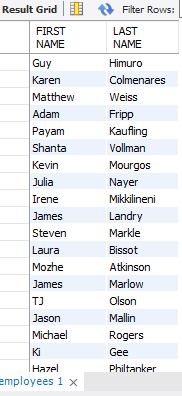 Result Grid Filter Rows:
FIRST NAME LAST NAME
Guy Himuro
Karen Colmenares
Matthew Weiss
Adam Fripp
Payam Kaufling
Shanta Vollman
Kevin Mourgos
Julia Nayer
Irene Mikkilineni
James Landry
Steven Markle
Laura Bissot
Mozhe Atkinson
James Marlow
TJ Olson
Jason Mallin
Michael Rogers
Ki Gee
Hazel Philtanker
employees 1